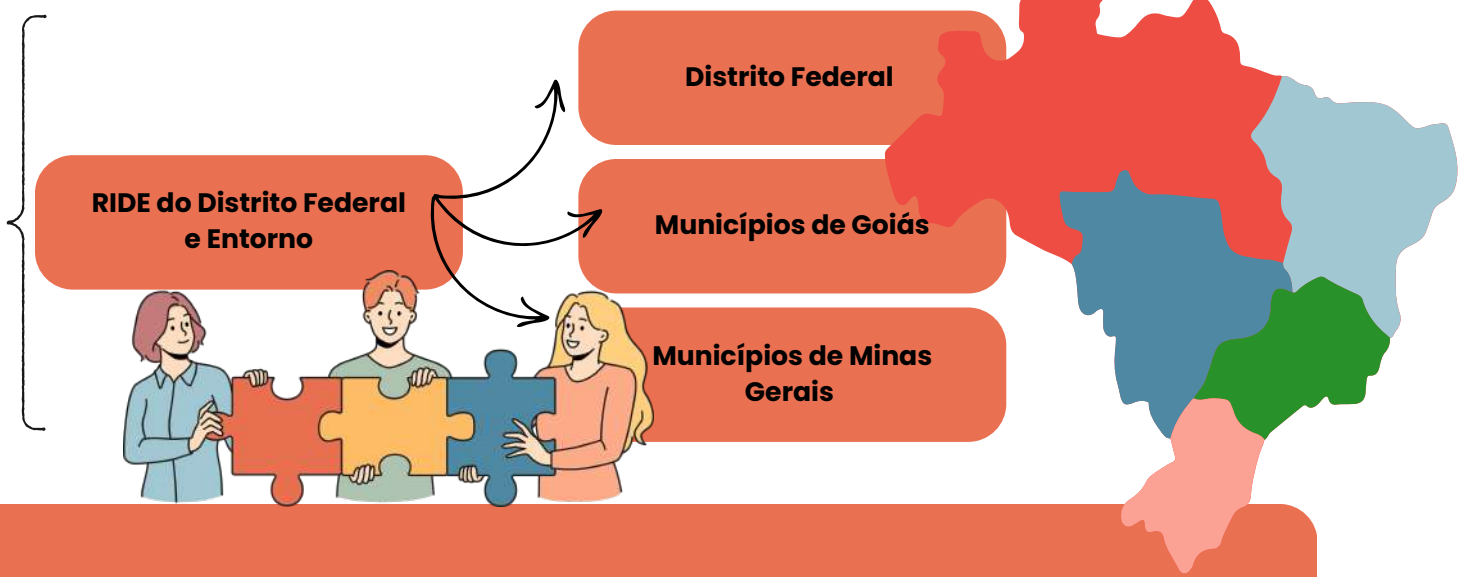 Distrito Federal
RIDE do Distrito Federal
e Entorno
Municípios de Goiás
Municípios de Minas
Gerais